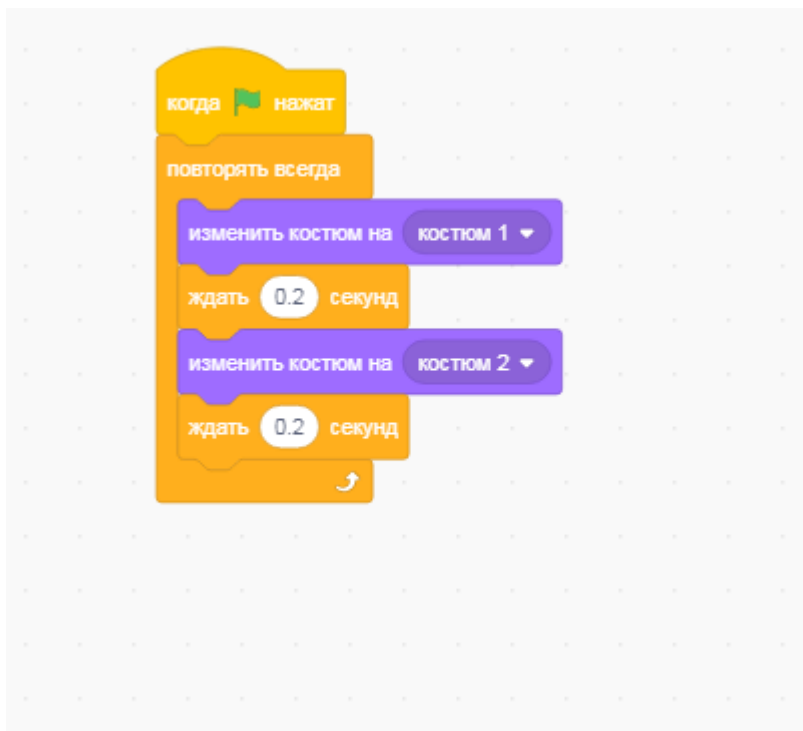 когда нажат
повторять всегда
изменить костюм на костюм 1
ждать 0.2 секунд
изменить костюм на костюм 2
ждать 0.2 секунд